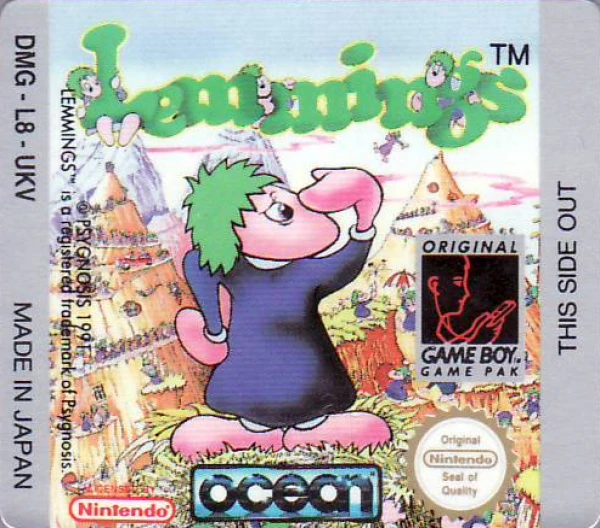 DMG - L8 - UKV
MADE IN JAPAN
LEMMINGS™ is a registered trademark of Psygnosis.
© PSYGNOSIS 1991
Lemmings
TM
ORIGINAL
GAME BOY™
GAME PAK
THIS SIDE OUT
Original
Nintendo
Seal of
Quality
LICENSED BY
Nintendo
ocean